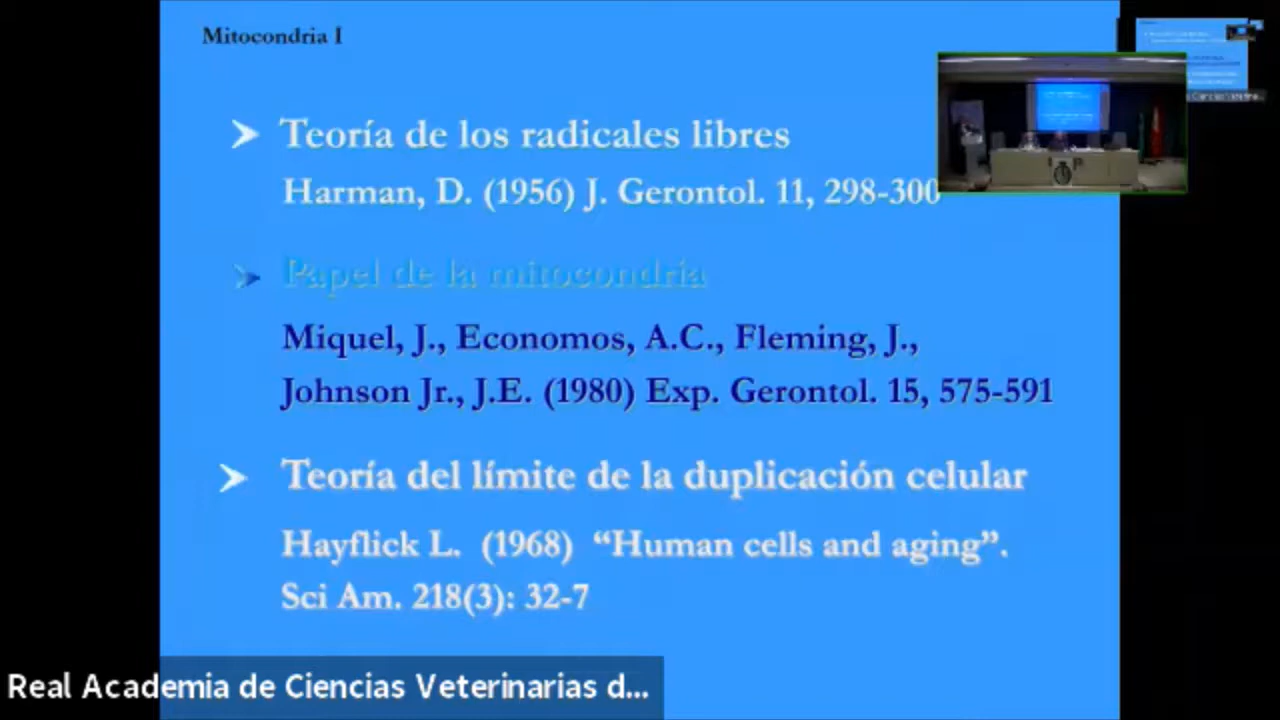 Mitocondria I
Teoría de los radicales libres
Harman, D. (1956) J. Gerontol. 11, 298-300
Papel de la mitocondria
Miquel, J., Economos, A.C., Fleming, J.,
Johnson Jr., J.E. (1980) Exp. Gerontol. 15, 575-591
Teoría del límite de la duplicación celular
Hayflick L. (1968) “Human cells and aging”.
Sci Am. 218(3): 32-7
Real Academia de Ciencias Veterinarias d...